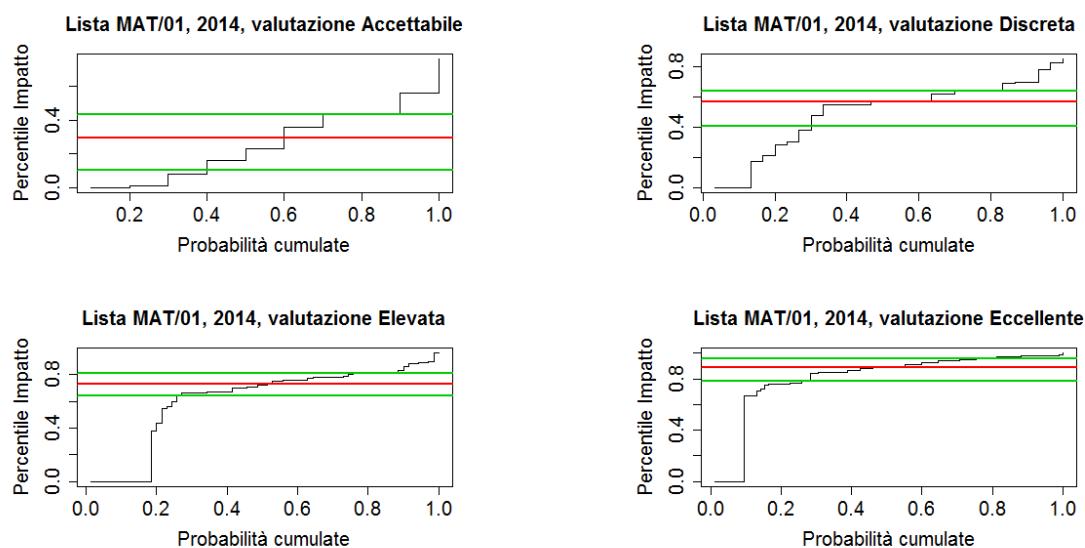 Lista MAT/01, 2014, valutazione Accettabile
Percentile Impatto
0.0 0.4
0.2 0.4 0.6 0.8 1.0
Probabilità cumulate
Lista MAT/01, 2014, valutazione Discreta
Percentile Impatto
0.0 0.4 0.8
0.0 0.2 0.4 0.6 0.8 1.0
Probabilità cumulate
Lista MAT/01, 2014, valutazione Elevata
Percentile Impatto
0.0 0.4 0.8
0.0 0.2 0.4 0.6 0.8 1.0
Probabilità cumulate
Lista MAT/01, 2014, valutazione Eccellente
Percentile Impatto
0.0 0.4 0.8
0.0 0.2 0.4 0.6 0.8 1.0
Probabilità cumulate